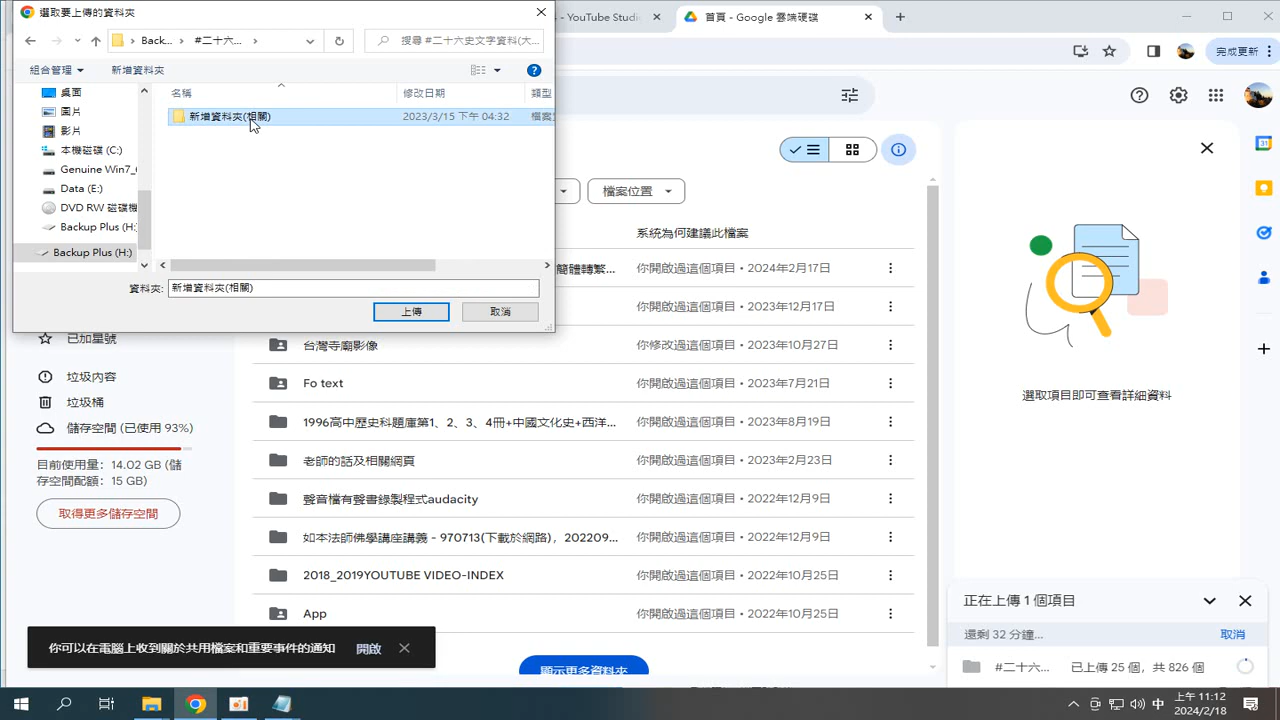 選取要上傳的資料夾
- YouTube Studi
首頁 - Google 雲端硬碟
Back...
#二十六...
搜尋 #二十六史文字資料(大...
完成更新
組合管理
新增資料夾
名稱
修改日期
類型
新增資料夾(相關)
2023/3/15 下午 04:32
桌面
圖片
影片
本機磁碟 (C:)
Genuine Win7_
Data (E:)
DVD RW 磁碟機
Backup Plus (H:
Backup Plus (H:)
資料夾:
新增資料夾(相關)
上傳
取消
檔案位置
系統為何建議此檔案
簡體轉繁...
你開啟過這個項目 • 2024年2月17日
你開啟過這個項目 • 2023年12月17日
已加星號
台灣寺廟影像
你修改過這個項目 • 2023年10月27日
垃圾內容
Fo text
你開啟過這個項目 • 2023年7月21日
垃圾桶
儲存空間 (已使用 93%)
1996高中歷史科題庫第1、2、3、4冊+中國文化史+西洋...
你開啟過這個項目 • 2023年8月19日
目前使用量：14.02 GB (儲
存空間配額：15 GB)
老師的話及相關網頁
你開啟過這個項目 • 2023年2月23日
取得更多儲存空間
聲音檔有聲書錄製程式audacity
你開啟過這個項目 • 2022年12月9日
如本法師佛學講座講義 - 970713(下載於網路)，202209...
你開啟過這個項目 • 2022年12月9日
2018_2019YOUTUBE VIDEO-INDEX
你開啟過這個項目 • 2022年10月25日
App
你開啟過這個項目 • 2022年10月25日
顯示更多資料夾
選取項目即可查看詳細資料
你可以在電腦上收到關於共用檔案和重要事件的通知
開啟
正在上傳 1 個項目
還剩 32 分鐘...
取消
#二十六...
已上傳 25 個，共 826 個
中
上午 11:12
2024/2/18